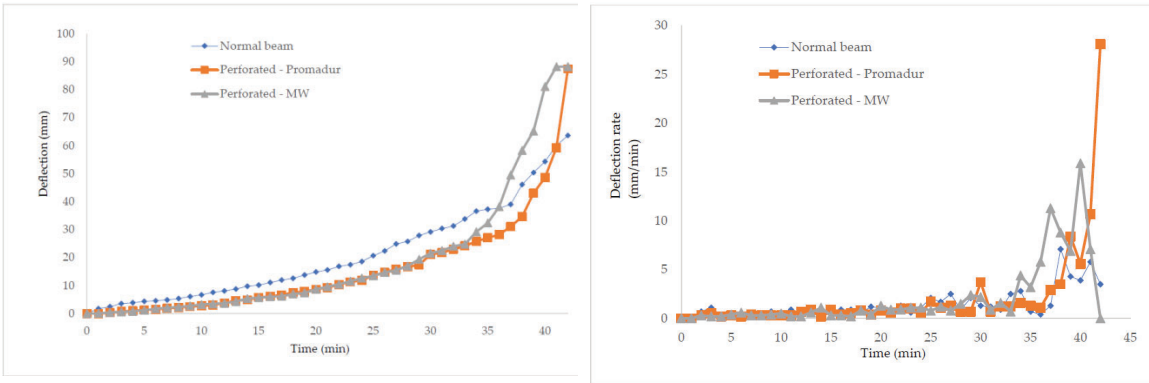 100
90
80
70
60
50
40
30
20
10
0
Deflection (mm)
Normal beam
Perforated - Promadur
Perforated - MW
0 5 10 15 20 25 30 35 40
Time (min)
30
25
20
15
10
5
0
Deflection rate
(mm/min)
Normal beam
Perforated - Promadur
Perforated - MW
0 5 10 15 20 25 30 35 40 45
Time (min)